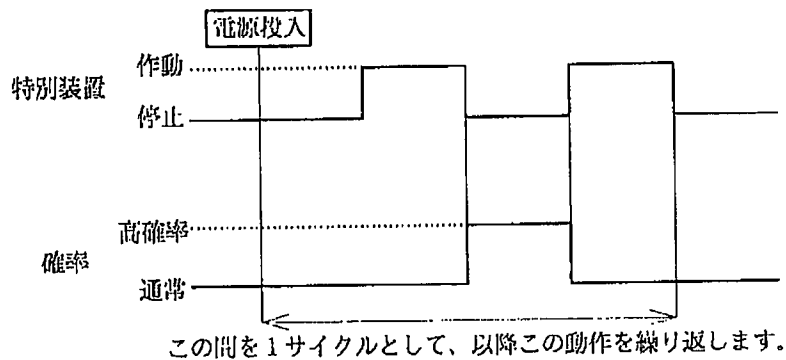 電源投入
作動
特別装置
停止
高確率
確率
通常
この間を1サイクルとして、以降この動作を繰り返します。